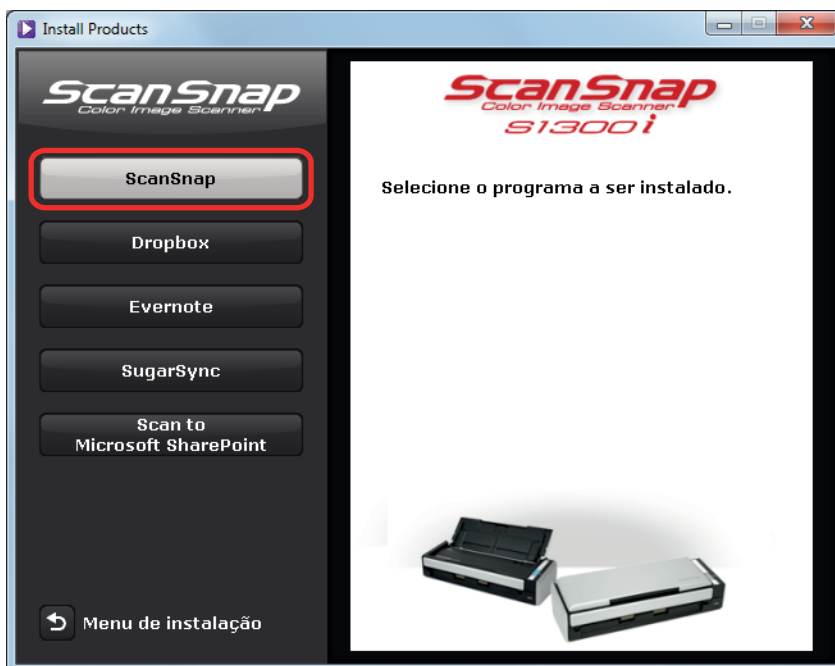 Install Products
ScanSnap
Color Image Scanner
ScanSnap
Dropbox
Evernote
SugarSync
Scan to
Microsoft SharePoint
Menu de instalação
ScanSnap
Color Image Scanner
S1300i
Selecione o programa a ser instalado.